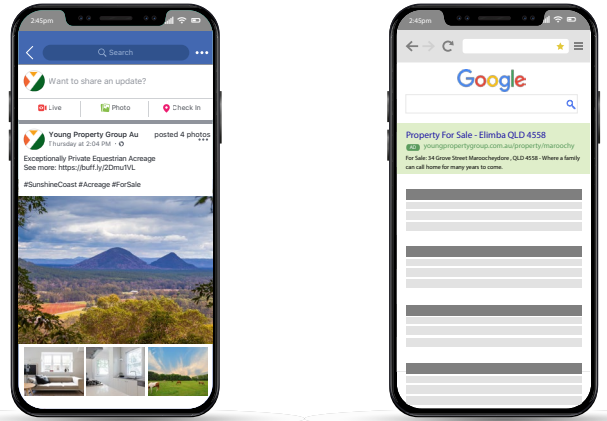 2:45pm
Search
Want to share an update?
Live
Photo
Check In
Young Property Group Au posted 4 photos
Thursday at 2:04 PM
Exceptionally Private Equestrian Acreage
See more: https://buff.ly/2Dmu1VL
#SunshineCoast #Acreage #ForSale
2:45pm
Google
Property For Sale - Elimba QLD 4558
AD youngpropertygroup.com.au/property/maroochy
For Sale: 34 Grove Street Maroocheydore , QLD 4558 - Where a family
can call home for many years to come.